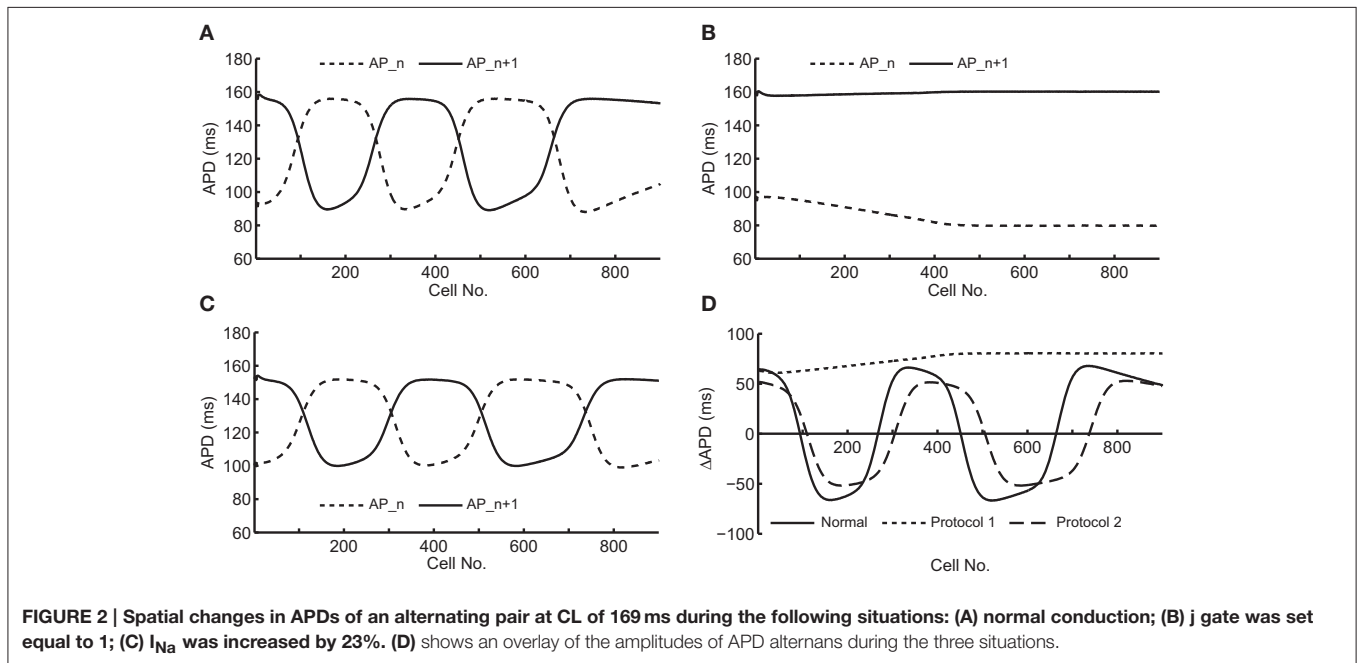 A
AP_n AP_n+1
180
160
140
120
100
80
60
APD (ms)
200 400 600 800
Cell No.
B
AP_n AP_n+1
180
160
140
120
100
80
60
APD (ms)
200 400 600 800
Cell No.
C
180
160
140
120
100
80
60
APD (ms)
AP_n AP_n+1
200 400 600 800
Cell No.
D
100
50
0
−50
−100
ΔAPD (ms)
200 400 600 800
Normal Protocol 1 Protocol 2
Cell No.
FIGURE 2 | Spatial changes in APDs of an alternating pair at CL of 169 ms during the following situations: (A) normal conduction; (B) j gate was set
equal to 1; (C) I_Na was increased by 23%. (D) shows an overlay of the amplitudes of APD alternans during the three situations.